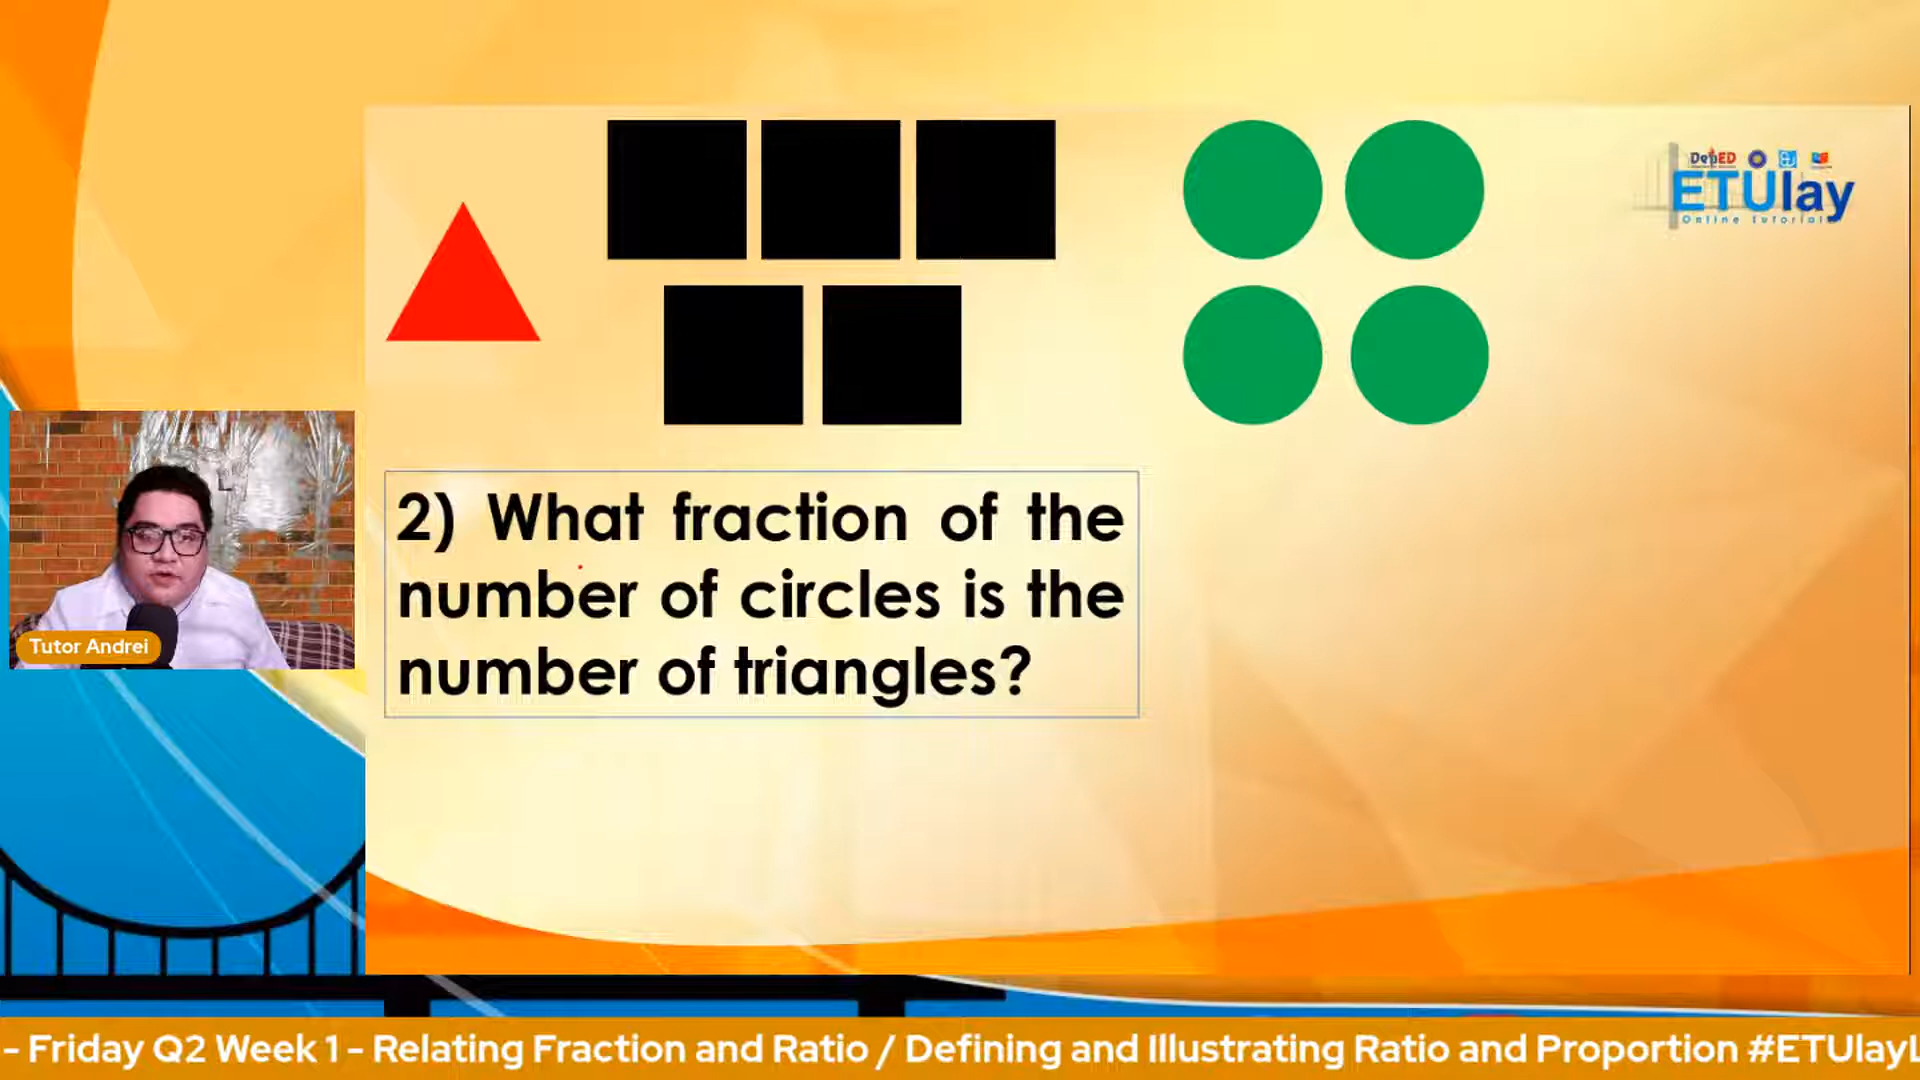 DepED
ETUlay
Online Tutorial
2) What fraction of the
number of circles is the
number of triangles?
Tutor Andrei
- Friday Q2 Week 1 - Relating Fraction and Ratio / Defining and Illustrating Ratio and Proportion #ETUlayL